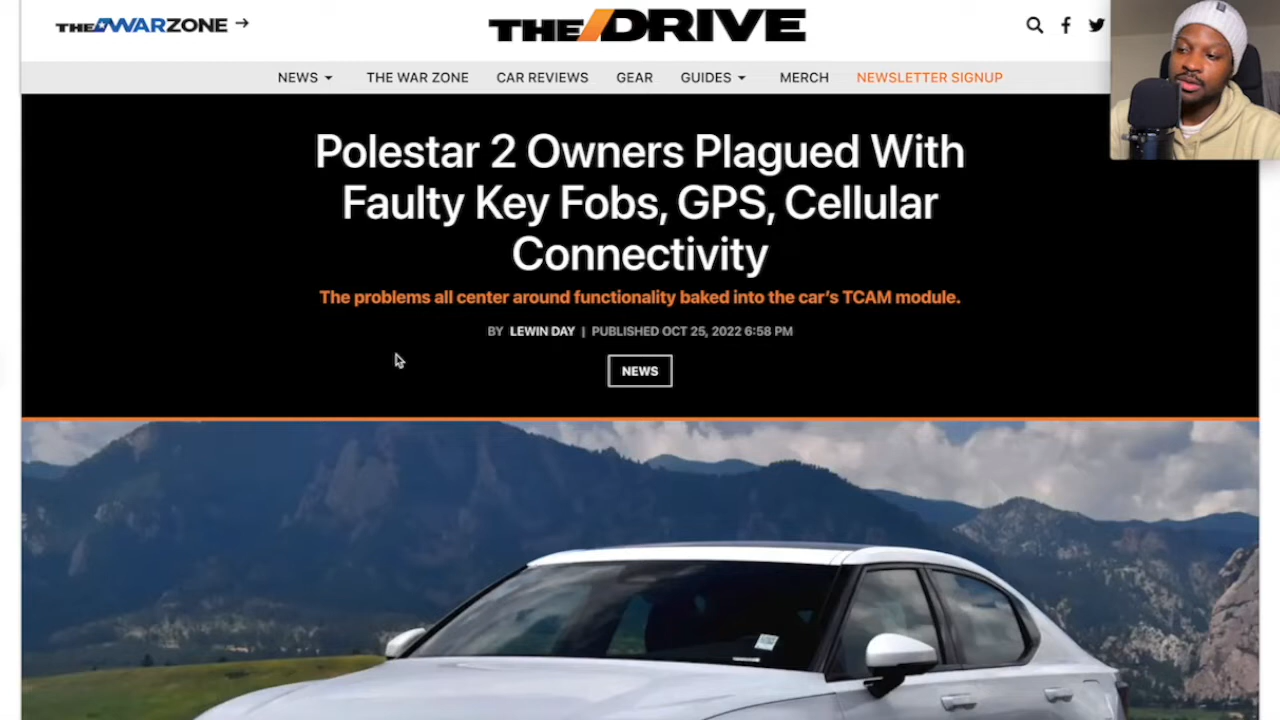 THE WARZONE →
THE/DRIVE
NEWS
THE WAR ZONE
CAR REVIEWS
GEAR
GUIDES
MERCH
NEWSLETTER SIGNUP
Polestar 2 Owners Plagued With
Faulty Key Fobs, GPS, Cellular
Connectivity
The problems all center around functionality baked into the car’s TCAM module.
BY LEWIN DAY | PUBLISHED OCT 25, 2022 6:58 PM
NEWS